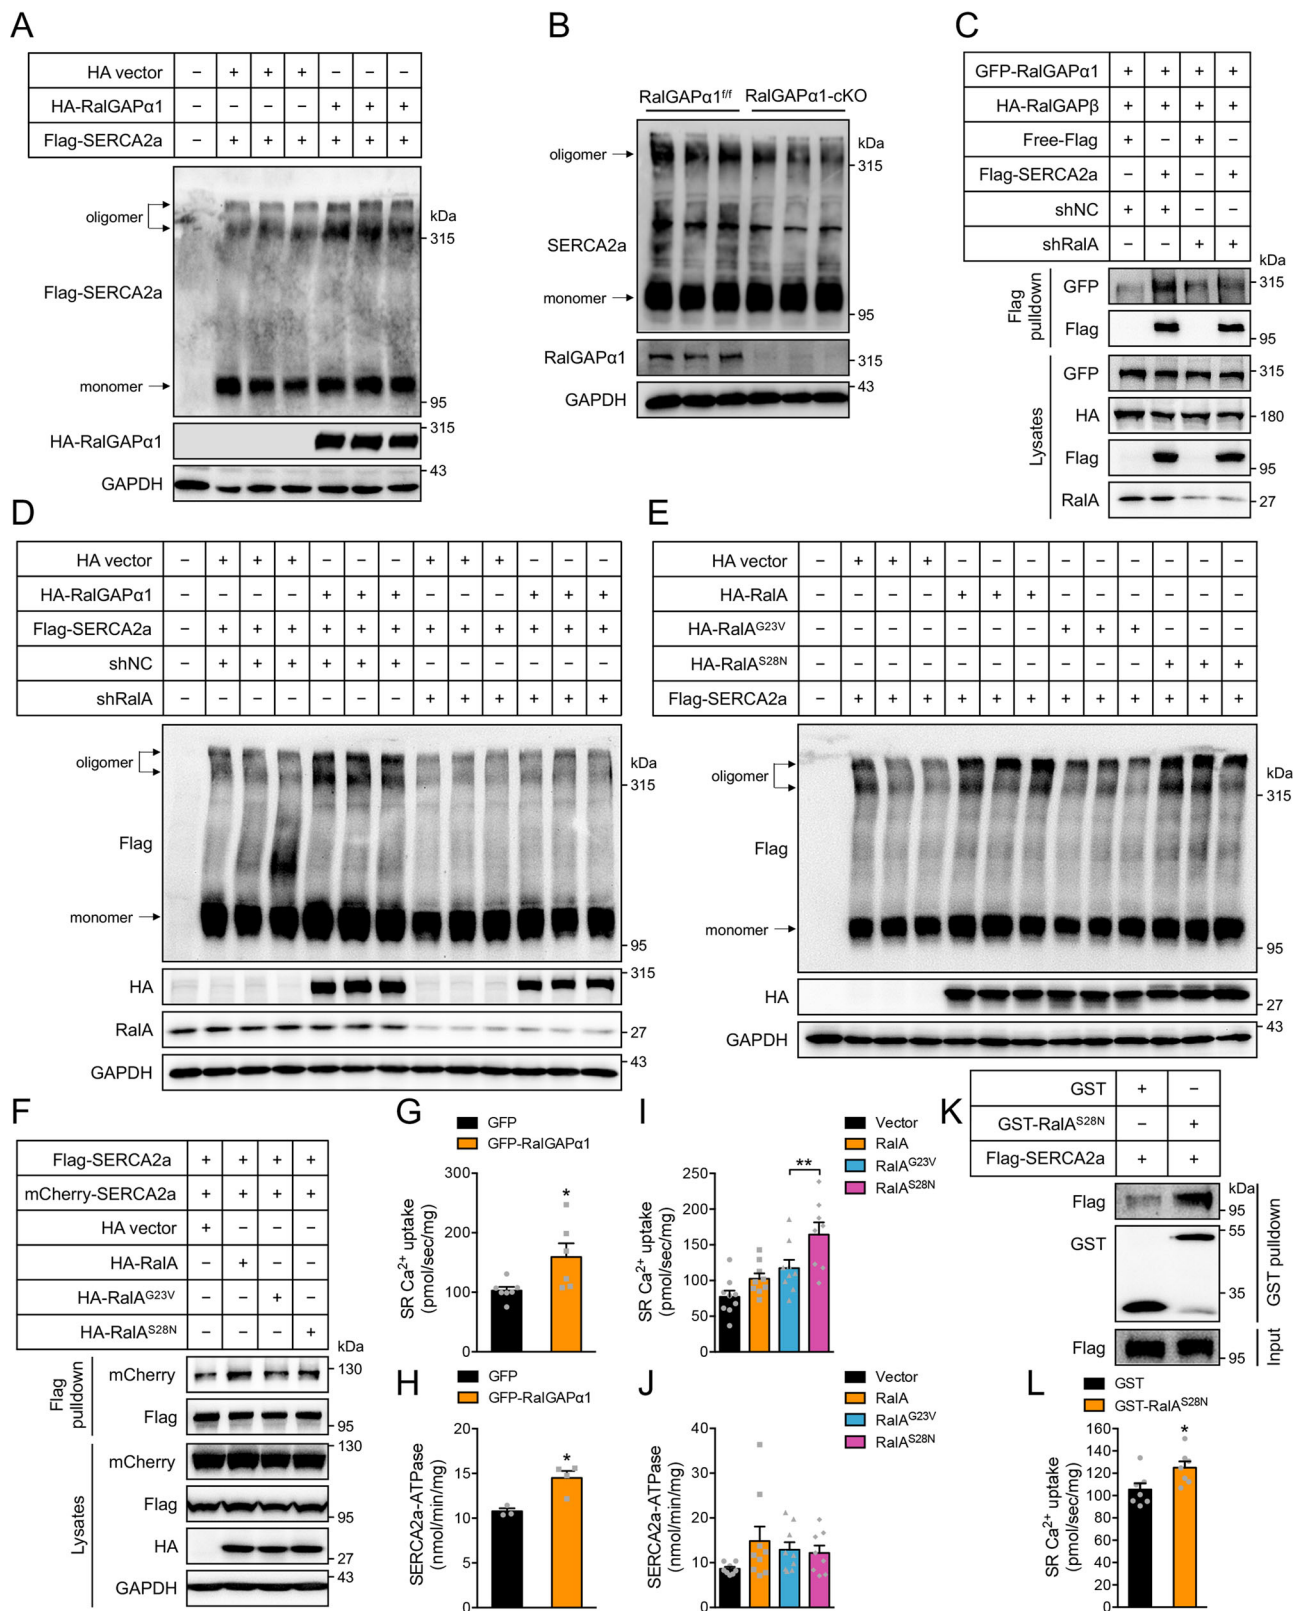 A
HA vector – + + + – – –
HA-RalGAPα1 – – – – + + +
Flag-SERCA2a – + + + + + +
oligomer
kDa
315
Flag-SERCA2a
monomer
95
HA-RalGAPα1
315
GAPDH
43
B
RalGAPα1f/f RalGAPα1-cKO
oligomer
kDa
315
SERCA2a
monomer
95
RalGAPα1
315
GAPDH
43
C
GFP-RalGAPα1 + + + +
HA-RalGAPβ + + + +
Free-Flag + – + –
Flag-SERCA2a – + – +
shNC + + – –
shRalA – – + +
kDa
Flag pulldown
GFP 315
Flag 95
Lysates
GFP 315
HA 180
Flag 95
RalA 27
D
HA vector – + + + – – – + + + – – –
HA-RalGAPα1 – – – – + + + – – – + + +
Flag-SERCA2a – + + + + + + + + + + + +
shNC – + + + + + + – – – – – –
shRalA – – – – – – – + + + + + +
oligomer
kDa
315
Flag
monomer
95
HA 315
RalA 27
GAPDH 43
E
HA vector – + + + – – – – – – – – –
HA-RalA – – – – + + + – – – – – –
HA-RalAG23V – – – – – – – + + + – – –
HA-RalAS28N – – – – – – – – – – + + +
Flag-SERCA2a – + + + + + + + + + + + +
oligomer
kDa
315
Flag
monomer
95
HA 27
GAPDH 43
F
Flag-SERCA2a + + + +
mCherry-SERCA2a + + + +
HA vector + – – –
HA-RalA – + – –
HA-RalAG23V – – + –
HA-RalAS28N – – – +
kDa
Flag pulldown
mCherry 130
Flag 95
Lysates
mCherry 130
Flag 95
HA 27
GAPDH 43
G
GFP
GFP-RalGAPα1
SR Ca2+ uptake
(pmol/sec/mg)
300
200
100
0
*
H
GFP
GFP-RalGAPα1
SERCA2a-ATPase
(nmol/min/mg)
20
15
10
5
0
*
I
Vector
RalA
RalAG23V
RalAS28N
SR Ca2+ uptake
(pmol/sec/mg)
250
200
150
100
50
0
**
J
Vector
RalA
RalAG23V
RalAS28N
SERCA2a-ATPase
(nmol/min/mg)
40
30
20
10
0
K
GST + –
GST-RalAS28N – +
Flag-SERCA2a + +
kDa
Flag 95
GST 55
35
GST pulldown
Flag 95
Input
L
GST
GST-RalAS28N
SR Ca2+ uptake
(pmol/sec/mg)
160
140
120
100
80
60
40
20
0
*